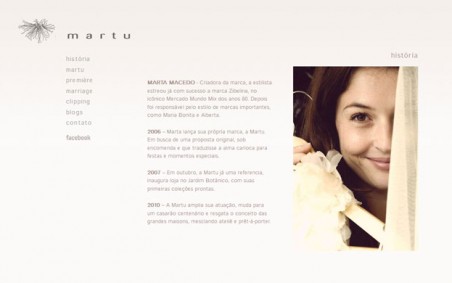 martu
história
história
martu
première
marriage
clipping
blogs
contato
facebook
MARTA MACEDO - Criadora da marca, a estilista
estreou já com sucesso a marca Zibelina, no
icônico Mercado Mundo Mix dos anos 90. Depois
foi responsável pelo estilo de marcas importantes,
como Maria Bonita e Alberta.
2006 – Marta lança sua própria marca, a Martu.
Em busca de uma proposta original, sob
encomenda e que traduzisse a alma carioca para
festas e momentos especiais.
2007 – Em outubro, a Martu já uma referência,
inaugura loja no Jardim Botânico, com suas
primeiras coleções prontas.
2010 – A Martu amplia sua atuação, muda para
um casarão centenário e resgata o conceito das
grandes maisons, mesclando ateliê e prêt-à-porter.